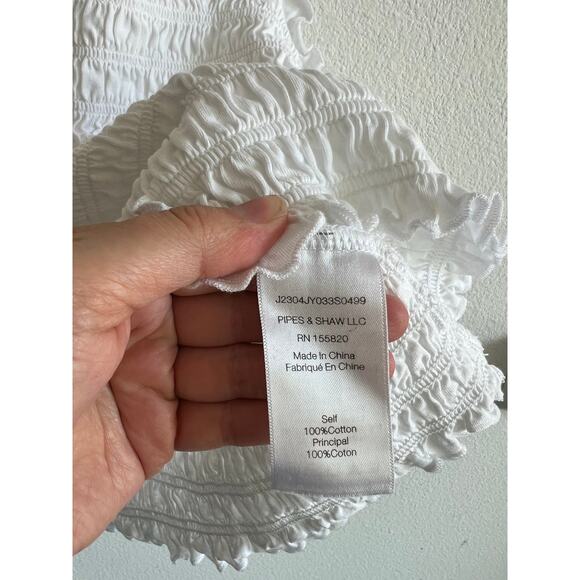 J2304JY033S0499
PIPES & SHAW LLC
RN 155820
Made In China
Fabriqué En Chine
Self
100%Cotton
Principal
100%Coton